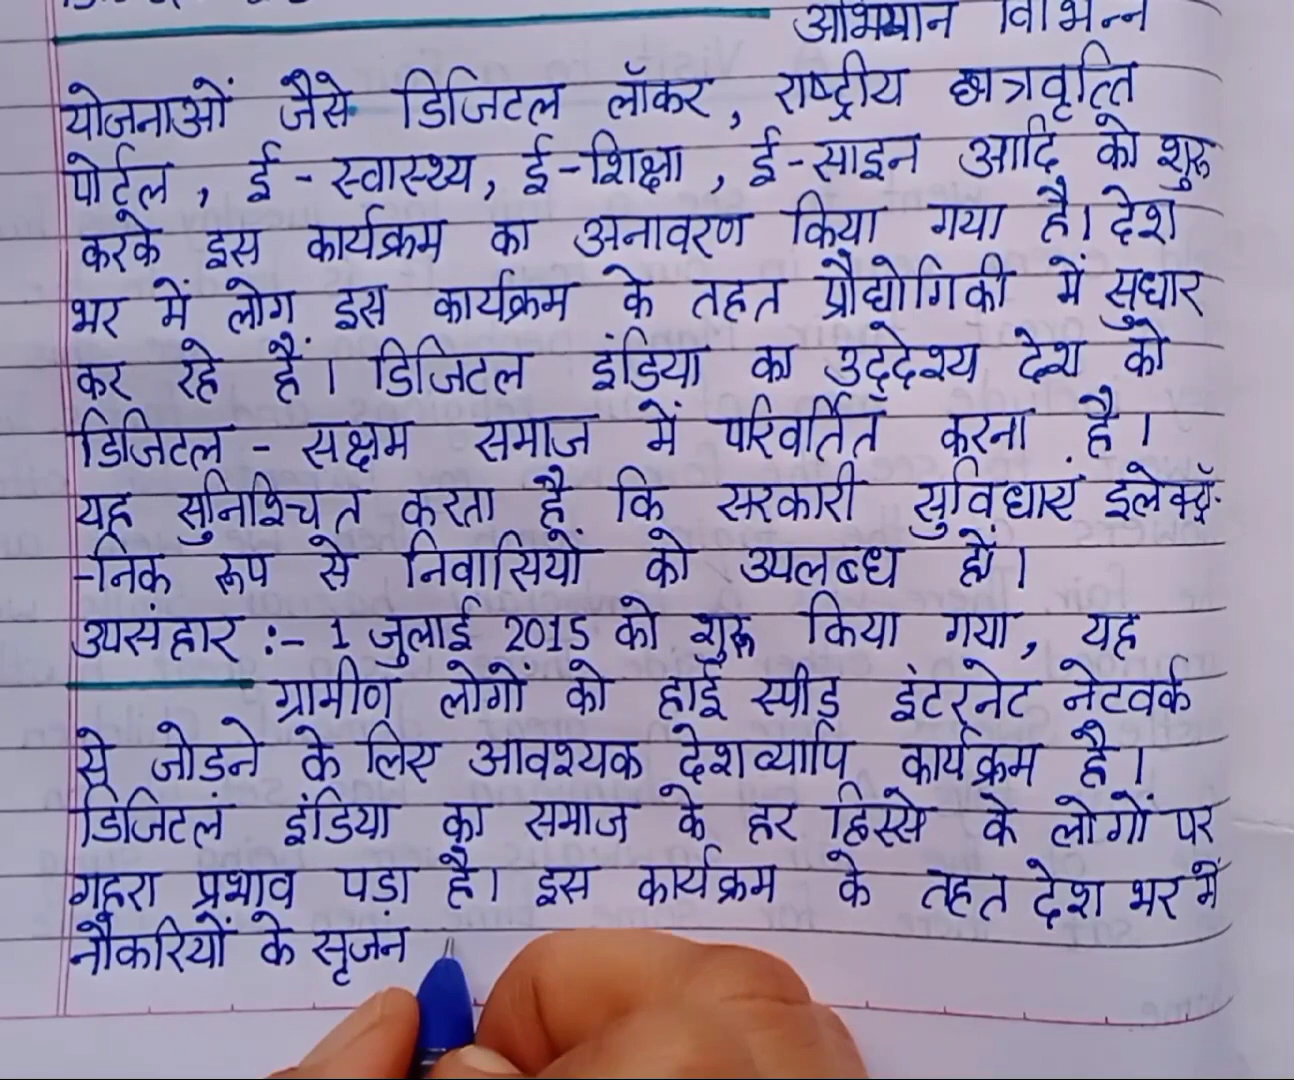 अभियान विभिन्न
योजनाओं जैसे डिजिटल लॉकर, राष्ट्रीय छात्रवृत्ति
पोर्टल, ई-स्वास्थ्य, ई-शिक्षा, ई-साइन आदि को शुरू
करके इस कार्यक्रम का अनावरण किया गया है। देश
भर में लोग इस कार्यक्रम के तहत प्रौद्योगिकी में सुधार
कर रहे हैं। डिजिटल इंडिया का उद्देश्य देश को
डिजिटल - सक्षम समाज में परिवर्तित करना है।
यह सुनिश्चित करता है कि सरकारी सुविधाएं इलेक्ट्रॉ-
-निक रूप से निवासियों को उपलब्ध हों।
उपसंहार :- 1 जुलाई 2015 को शुरू किया गया, यह
ग्रामीण लोगों को हाई स्पीड इंटरनेट नेटवर्क
से जोडने के लिए आवश्यक देशव्यापि कार्यक्रम है।
डिजिटल इंडिया का समाज के हर हिस्से के लोगों पर
गहरा प्रभाव पड़ा है। इस कार्यक्रम के तहत देश भर में
नौकरियों के सृजन